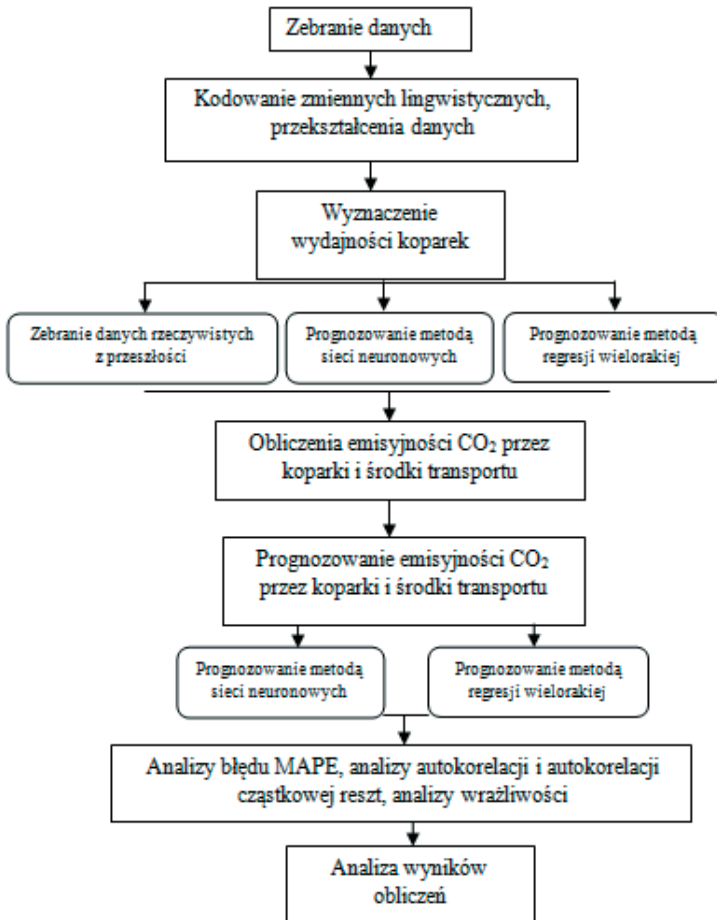 Zebranie danych
Kodowanie zmiennych lingwistycznych,
przekształcenia danych
Wyznaczenie
wydajności koparek
Zebranie danych rzeczywistych
z przeszłości
Prognozowanie metodą
sieci neuronowych
Prognozowanie metodą
regresji wielorakiej
Obliczenia emisyjności CO₂ przez
koparki i środki transportu
Prognozowanie emisyjności CO₂
przez koparki i środki transportu
Prognozowanie metodą
sieci neuronowych
Prognozowanie metodą
regresji wielorakiej
Analizy błędu MAPE, analizy autokorelacji i autokorelacji
cząstkowej reszt, analizy wrażliwości
Analiza wyników
obliczeń